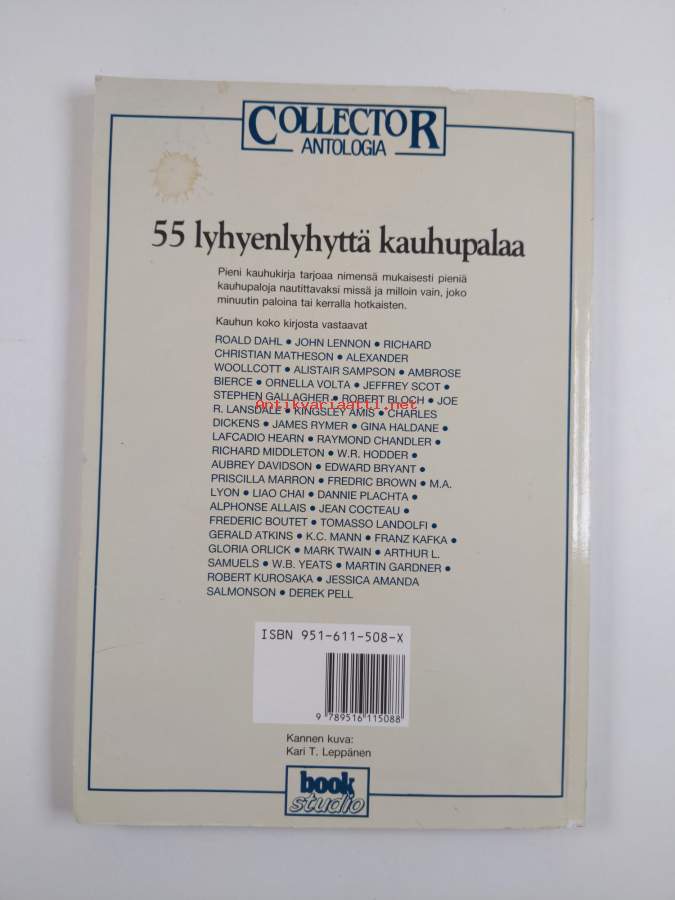 COLLECTOR
ANTOLOGIA
55 lyhyenlyhyttä kauhupalaa
Pieni kauhukirja tarjoaa nimensä mukaisesti pieniä
kauhupaloja nautittavaksi missä ja milloin vain, joko
minuutin paloina tai kerralla hotkaisten.
Kauhun koko kirjosta vastaavat
ROALD DAHL • JOHN LENNON • RICHARD
CHRISTIAN MATHESON • ALEXANDER
WOOLLCOTT • ALISTAIR SAMPSON • AMBROSE
BIERCE • ORNELLA VOLTA • JEFFREY SCOT •
STEPHEN GALLAGHER • ROBERT BLOCH • JOE
Antikvariaatti.net
R. LANSDALE • KINGSLEY AMIS • CHARLES
DICKENS • JAMES RYMER • GINA HALDANE •
LAFCADIO HEARN • RAYMOND CHANDLER •
RICHARD MIDDLETON • W.R. HODDER •
AUBREY DAVIDSON • EDWARD BRYANT •
PRISCILLA MARRON • FREDRIC BROWN • M.A.
LYON • LIAO CHAI • DANNIE PLACHTA •
ALPHONSE ALLAIS • JEAN COCTEAU •
FREDERIC BOUTET • TOMASSO LANDOLFI •
GERALD ATKINS • K.C. MANN • FRANZ KAFKA •
GLORIA ORLICK • MARK TWAIN • ARTHUR L.
SAMUELS • W.B. YEATS • MARTIN GARDNER •
ROBERT KUROSAKA • JESSICA AMANDA
SALMONSON • DEREK PELL
ISBN 951-611-508-X
9 789516 115088
Kannen kuva:
Kari T. Leppänen
book
studio